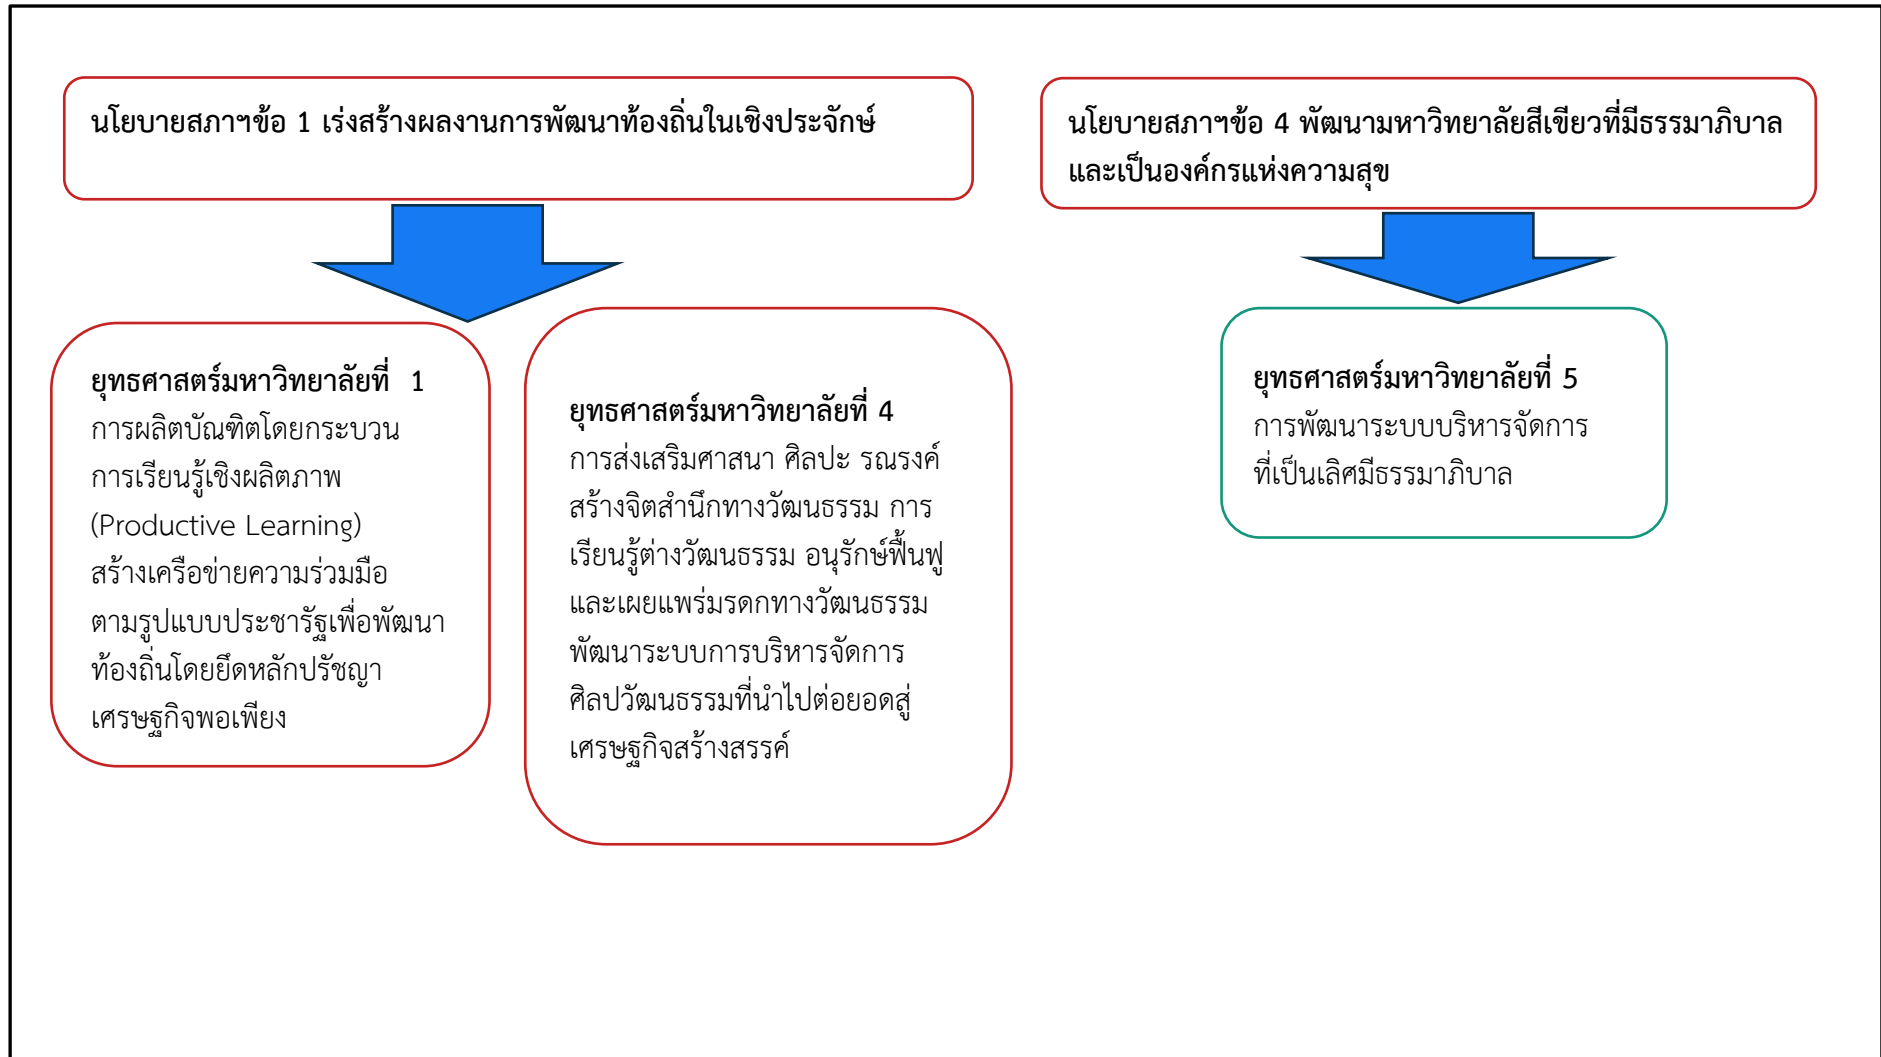 นโยบายสภาฯข้อ 1 เร่งสร้างผลงานการพัฒนาท้องถิ่นในเชิงประจักษ์
นโยบายสภาฯข้อ 4 พัฒนามหาวิทยาลัยสีเขียวที่มีธรรมาภิบาล
และเป็นองค์กรแห่งความสุข
ยุทธศาสตร์มหาวิทยาลัยที่ 1
การผลิตบัณฑิตโดยกระบวน
การเรียนรู้เชิงผลิตภาพ
(Productive Learning)
สร้างเครือข่ายความร่วมมือ
ตามรูปแบบประชารัฐเพื่อพัฒนา
ท้องถิ่นโดยยึดหลักปรัชญา
เศรษฐกิจพอเพียง
ยุทธศาสตร์มหาวิทยาลัยที่ 4
การส่งเสริมศาสนา ศิลปะ รณรงค์
สร้างจิตสำนึกทางวัฒนธรรม การ
เรียนรู้ต่างวัฒนธรรม อนุรักษ์ฟื้นฟู
และเผยแพร่มรดกทางวัฒนธรรม
พัฒนาระบบการบริหารจัดการ
ศิลปวัฒนธรรมที่นำไปต่อยอดสู่
เศรษฐกิจสร้างสรรค์
ยุทธศาสตร์มหาวิทยาลัยที่ 5
การพัฒนาระบบบริหารจัดการ
ที่เป็นเลิศมีธรรมาภิบาล